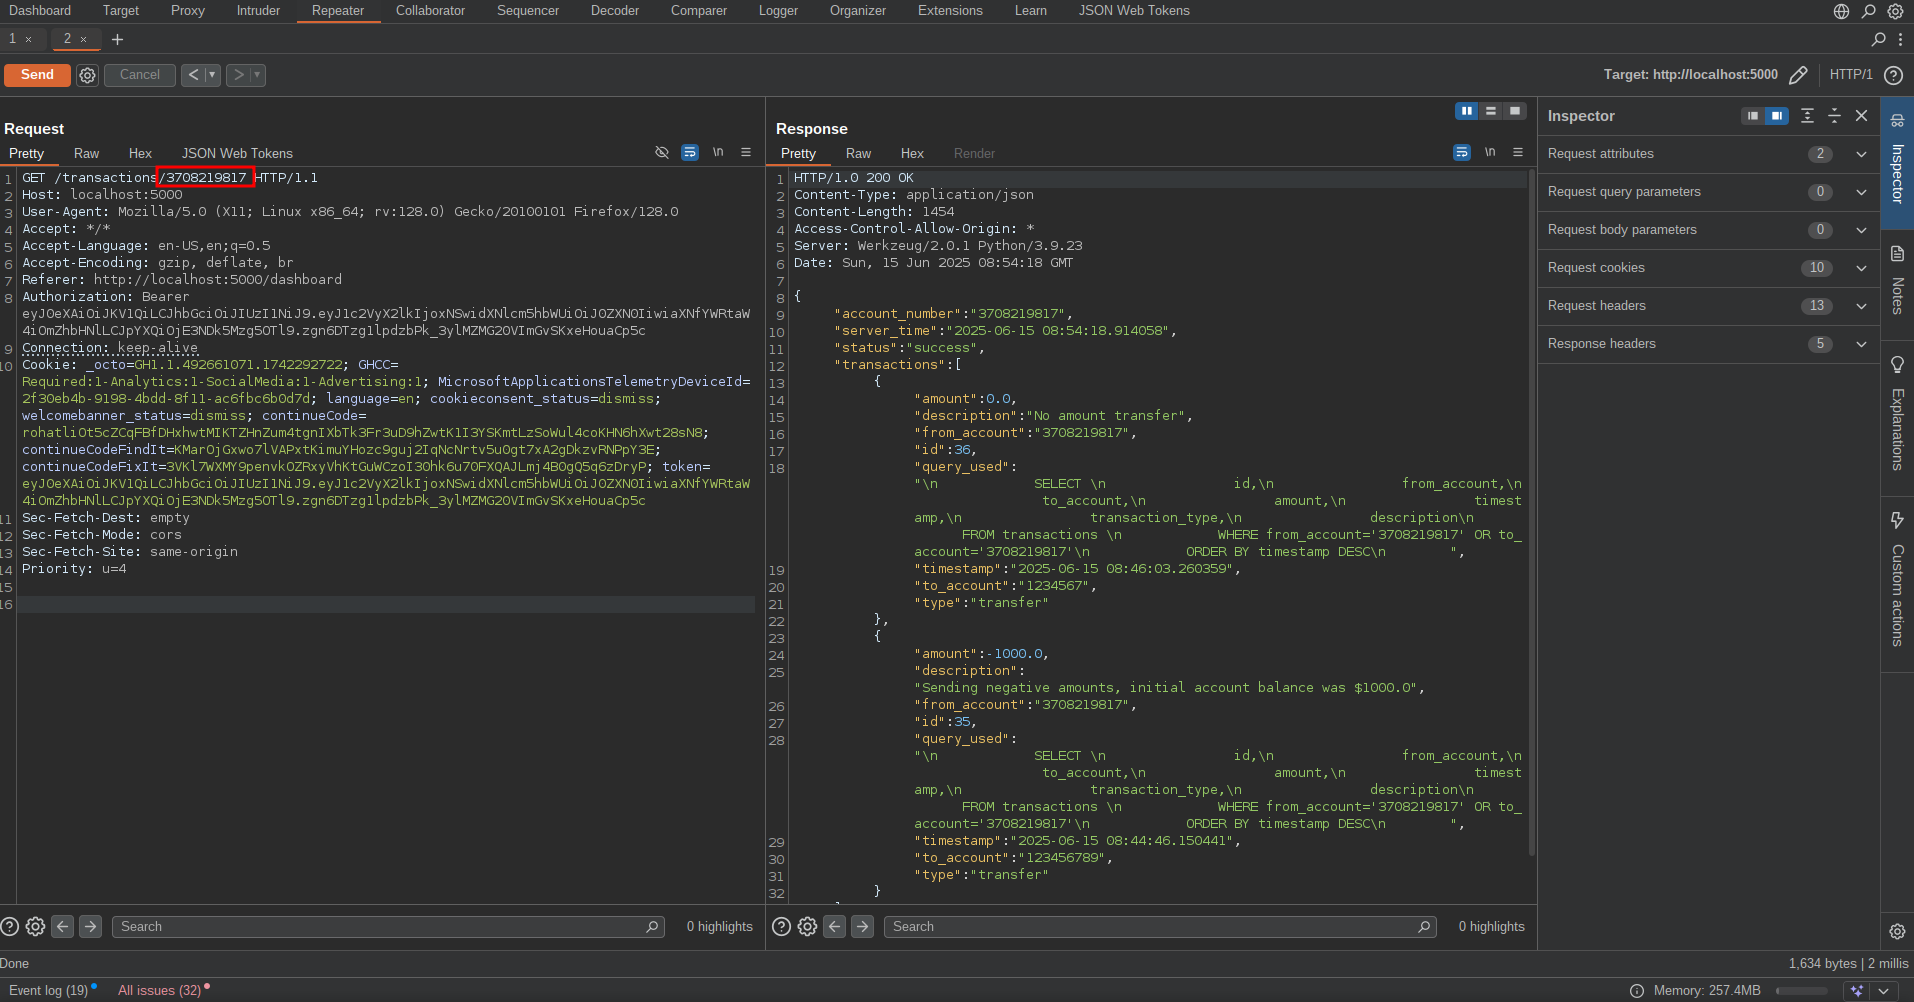 Dashboard Target Proxy Intruder Repeater Collaborator Sequencer Decoder Comparer Logger Organizer Extensions Learn JSON Web Tokens
1 × 2 × +
Send Cancel < > Target: http://localhost:5000 HTTP/1
Request
Pretty Raw Hex JSON Web Tokens \n
1 GET /transactions/3708219817 HTTP/1.1
2 Host: localhost:5000
3 User-Agent: Mozilla/5.0 (X11; Linux x86_64; rv:128.0) Gecko/20100101 Firefox/128.0
4 Accept: */*
5 Accept-Language: en-US,en;q=0.5
6 Accept-Encoding: gzip, deflate, br
7 Referer: http://localhost:5000/dashboard
8 Authorization: Bearer
9 Connection: keep-alive
10 Cookie: _octo=GH1.1.492661071.1742292722; GHCC=
Required:1-Analytics:1-SocialMedia:1-Advertising:1; MicrosoftApplicationsTelemetryDeviceId=
2f30eb4b-9198-4bdd-8f11-ac6fbc6b0d7d; language=en; cookieconsent_status=dismiss;
welcomebanner_status=dismiss; continueCode=
continueCodeFindIt=
continueCodeFixIt= token=
11 Sec-Fetch-Dest: empty
12 Sec-Fetch-Mode: cors
13 Sec-Fetch-Site: same-origin
14 Priority: u=4
15
16
Search 0 highlights
Response
Pretty Raw Hex Render \n
1 HTTP/1.0 200 OK
2 Content-Type: application/json
3 Content-Length: 1454
4 Access-Control-Allow-Origin: *
5 Server: Werkzeug/2.0.1 Python/3.9.23
6 Date: Sun, 15 Jun 2025 08:54:18 GMT
7
8 {
9 "account_number":"3708219817",
10 "server_time":"2025-06-15 08:54:18.914058",
11 "status":"success",
12 "transactions":[
13 {
14 "amount":0.0,
15 "description":"No amount transfer",
16 "from_account":"3708219817",
17 "id":36,
18 "query_used":
"\n SELECT \n id,\n from_account,\n
to_account,\n amount,\n timest
amp,\n transaction_type,\n description\n
FROM transactions \n WHERE from_account='3708219817' OR to_
account='3708219817'\n ORDER BY timestamp DESC\n ",
19 "timestamp":"2025-06-15 08:46:03.260359",
20 "to_account":"1234567",
21 "type":"transfer"
22 },
23 {
24 "amount":-1000.0,
25 "description":
"Sending negative amounts, initial account balance was $1000.0",
26 "from_account":"3708219817",
27 "id":35,
28 "query_used":
"\n SELECT \n id,\n from_account,\n
to_account,\n amount,\n timest
amp,\n transaction_type,\n description\n
FROM transactions \n WHERE from_account='3708219817' OR to_
account='3708219817'\n ORDER BY timestamp DESC\n ",
29 "timestamp":"2025-06-15 08:44:46.150441",
30 "to_account":"123456789",
31 "type":"transfer"
32 }
Search 0 highlights
Inspector
Request attributes 2
Request query parameters 0
Request body parameters 0
Request cookies 10
Request headers 13
Response headers 5
Inspector
Notes
Explanations
Custom actions
Done 1,634 bytes | 2 millis
Event log (19) All issues (32) Memory: 257.4MB